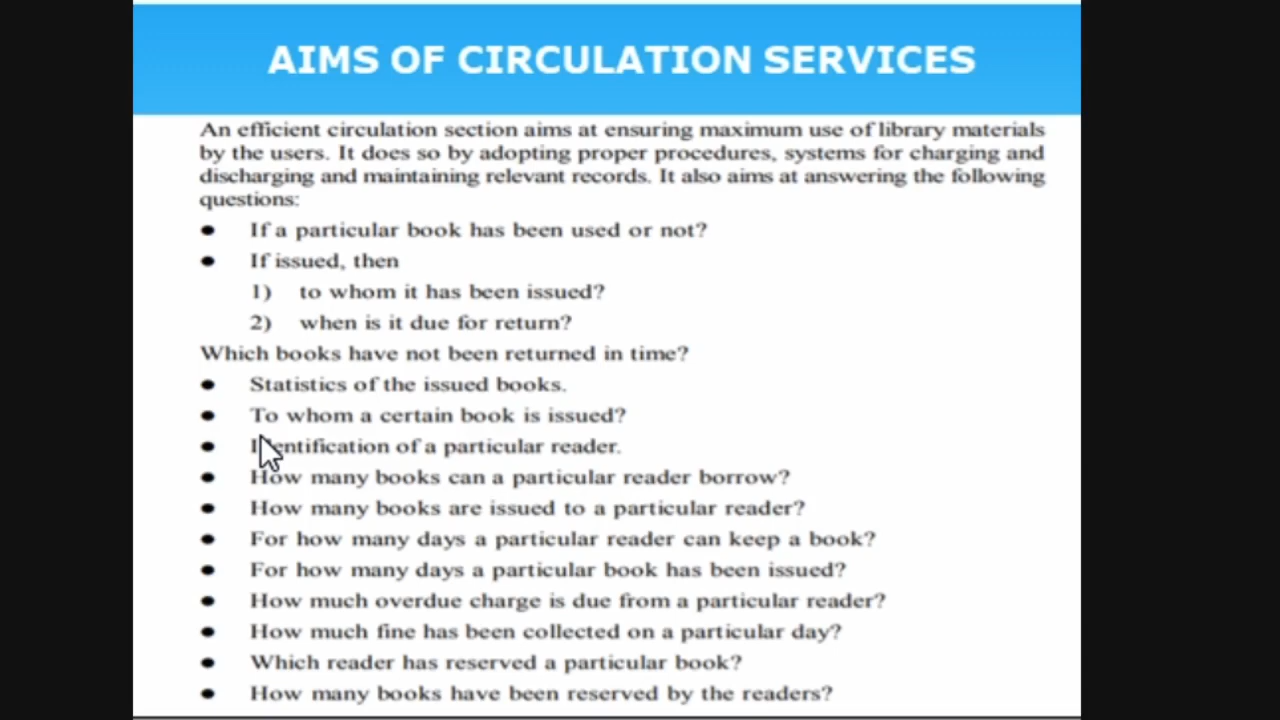 AIMS OF CIRCULATION SERVICES
An efficient circulation section aims at ensuring maximum use of library materials
by the users. It does so by adopting proper procedures, systems for charging and
discharging and maintaining relevant records. It also aims at answering the following
questions:
● If a particular book has been used or not?
● If issued, then
1) to whom it has been issued?
2) when is it due for return?
Which books have not been returned in time?
● Statistics of the issued books.
● To whom a certain book is issued?
● Identification of a particular reader.
● How many books can a particular reader borrow?
● How many books are issued to a particular reader?
● For how many days a particular reader can keep a book?
● For how many days a particular book has been issued?
● How much overdue charge is due from a particular reader?
● How much fine has been collected on a particular day?
● Which reader has reserved a particular book?
● How many books have been reserved by the readers?